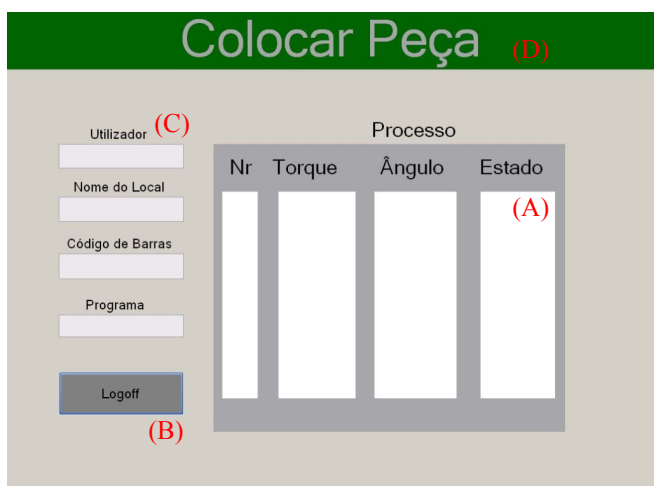 Colocar Peça (D)
Utilizador (C)
Nome do Local
Código de Barras
Programa
Logoff
(B)
Processo
Nr Torque Ângulo Estado
(A)